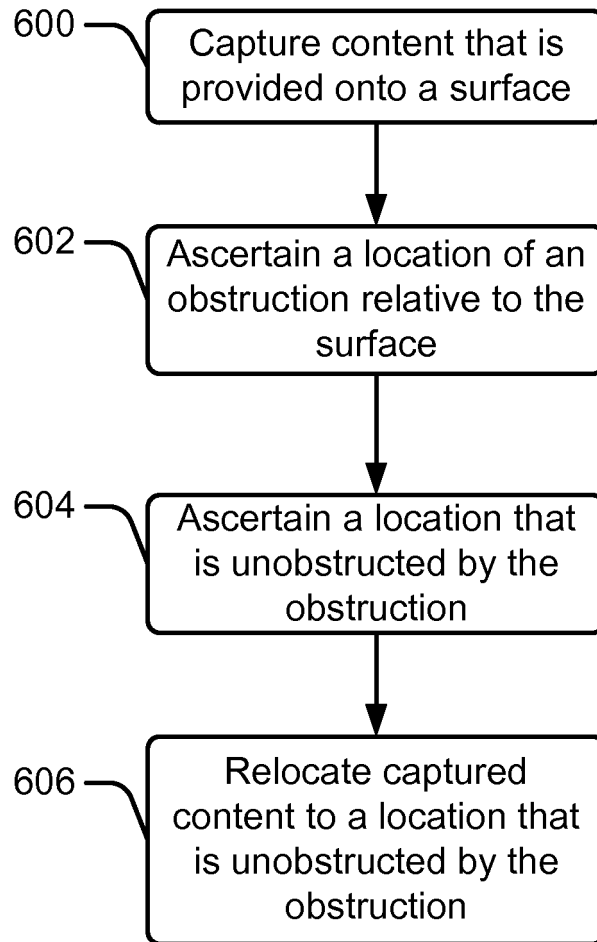 600
Capture content that is
provided onto a surface
602
Ascertain a location of an
obstruction relative to the
surface
604
Ascertain a location that
is unobstructed by the
obstruction
606
Relocate captured
content to a location that
is unobstructed by the
obstruction